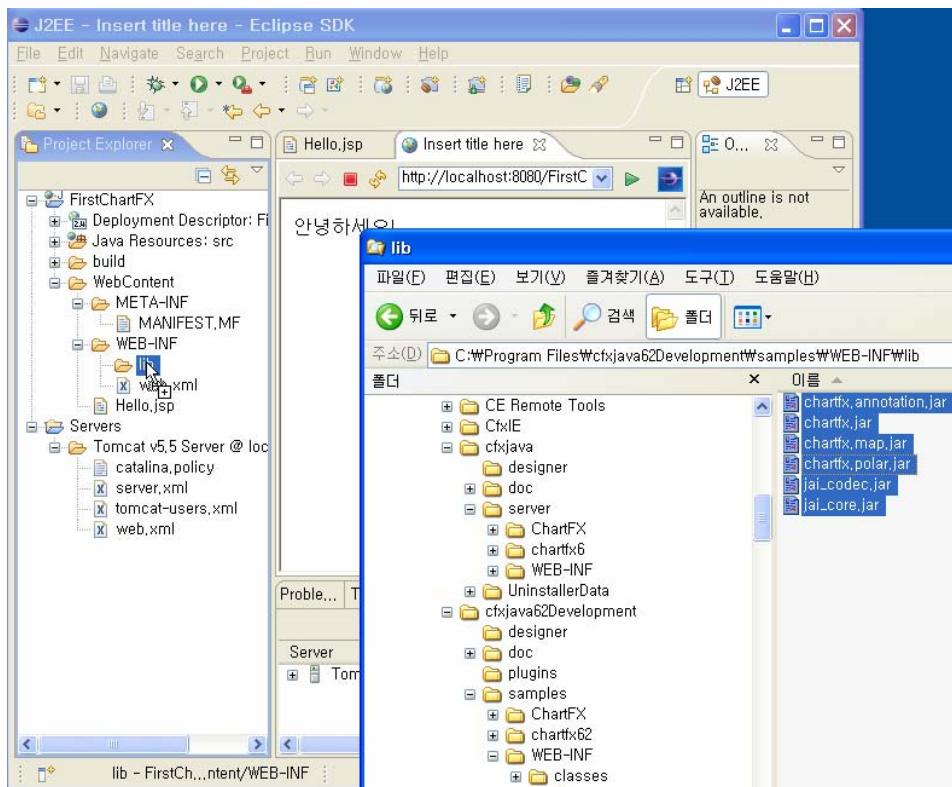 J2EE - Insert title here - Eclipse SDK
File Edit Navigate Search Project Run Window Help
J2EE
Project Explorer
Hello.jsp
Insert title here
O...
http://localhost:8080/FirstC
An outline is not
available.
안녕하세요!
FirstChartFX
Deployment Descriptor: Fi
Java Resources: src
build
WebContent
META-INF
MANIFEST.MF
WEB-INF
lib
web.xml
Hello.jsp
Servers
Tomcat v5.5 Server @ loc
catalina.policy
server.xml
tomcat-users.xml
web.xml
Proble...
T
Server
Tom
lib - FirstCh...ntent/WEB-INF
lib
파일(F) 편집(E) 보기(V) 즐겨찾기(A) 도구(T) 도움말(H)
뒤로 검색 폴더
주소(D) C:₩Program Files₩cfxjava62Development₩samples₩WEB-INF₩lib
폴더
이름
CE Remote Tools
CfxIE
cfxjava
designer
doc
server
ChartFX
chartfx6
WEB-INF
UninstallerData
cfxjava62Development
designer
doc
plugins
samples
ChartFX
chartfx62
WEB-INF
classes
chartfx.annotation.jar
chartfx.jar
chartfx.map.jar
chartfx.polar.jar
jai_codec.jar
jai_core.jar